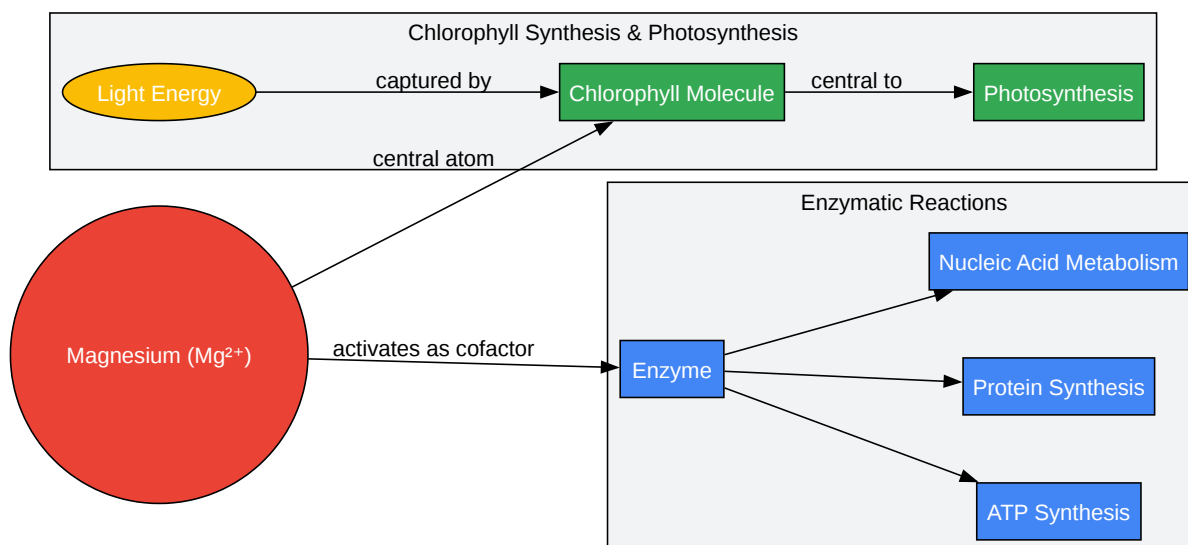 Chlorophyll Synthesis & Photosynthesis
Light Energy
captured by
Chlorophyll Molecule
central to
Photosynthesis
central atom
Enzymatic Reactions
Nucleic Acid Metabolism
Magnesium (Mg²⁺)
activates as cofactor
Enzyme
Protein Synthesis
ATP Synthesis